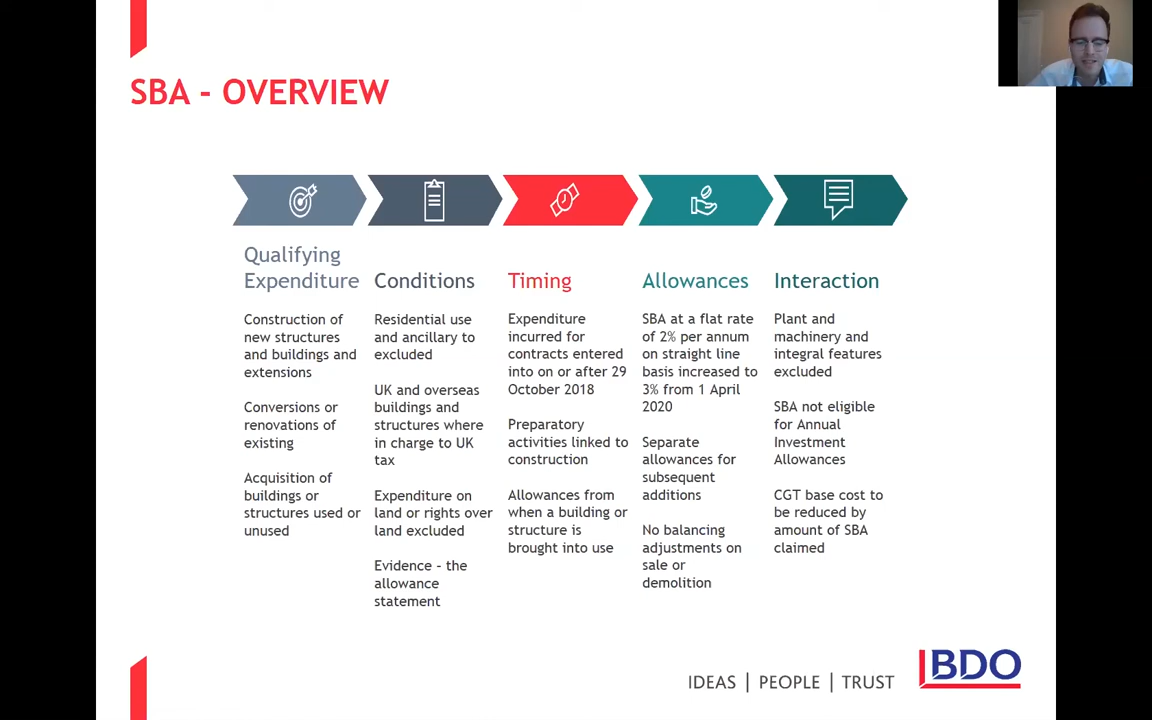 SBA - OVERVIEW
Qualifying
Expenditure
Construction of
new structures
and buildings and
extensions
Conversions or
renovations of
existing
Acquisition of
buildings or
structures used or
unused
Conditions
Residential use
and ancillary to
excluded
UK and overseas
buildings and
structures where
in charge to UK
tax
Expenditure on
land or rights over
land excluded
Evidence – the
allowance
statement
Timing
Expenditure
incurred for
contracts entered
into on or after 29
October 2018
Preparatory
activities linked to
construction
Allowances from
when a building or
structure is
brought into use
Allowances
SBA at a flat rate
of 2% per annum
on straight line
basis increased to
3% from 1 April
2020
Separate
allowances for
subsequent
additions
No balancing
adjustments on
sale or
demolition
Interaction
Plant and
machinery and
integral features
excluded
SBA not eligible
for Annual
Investment
Allowances
CGT base cost to
be reduced by
amount of SBA
claimed
IDEAS | PEOPLE | TRUST
BDO